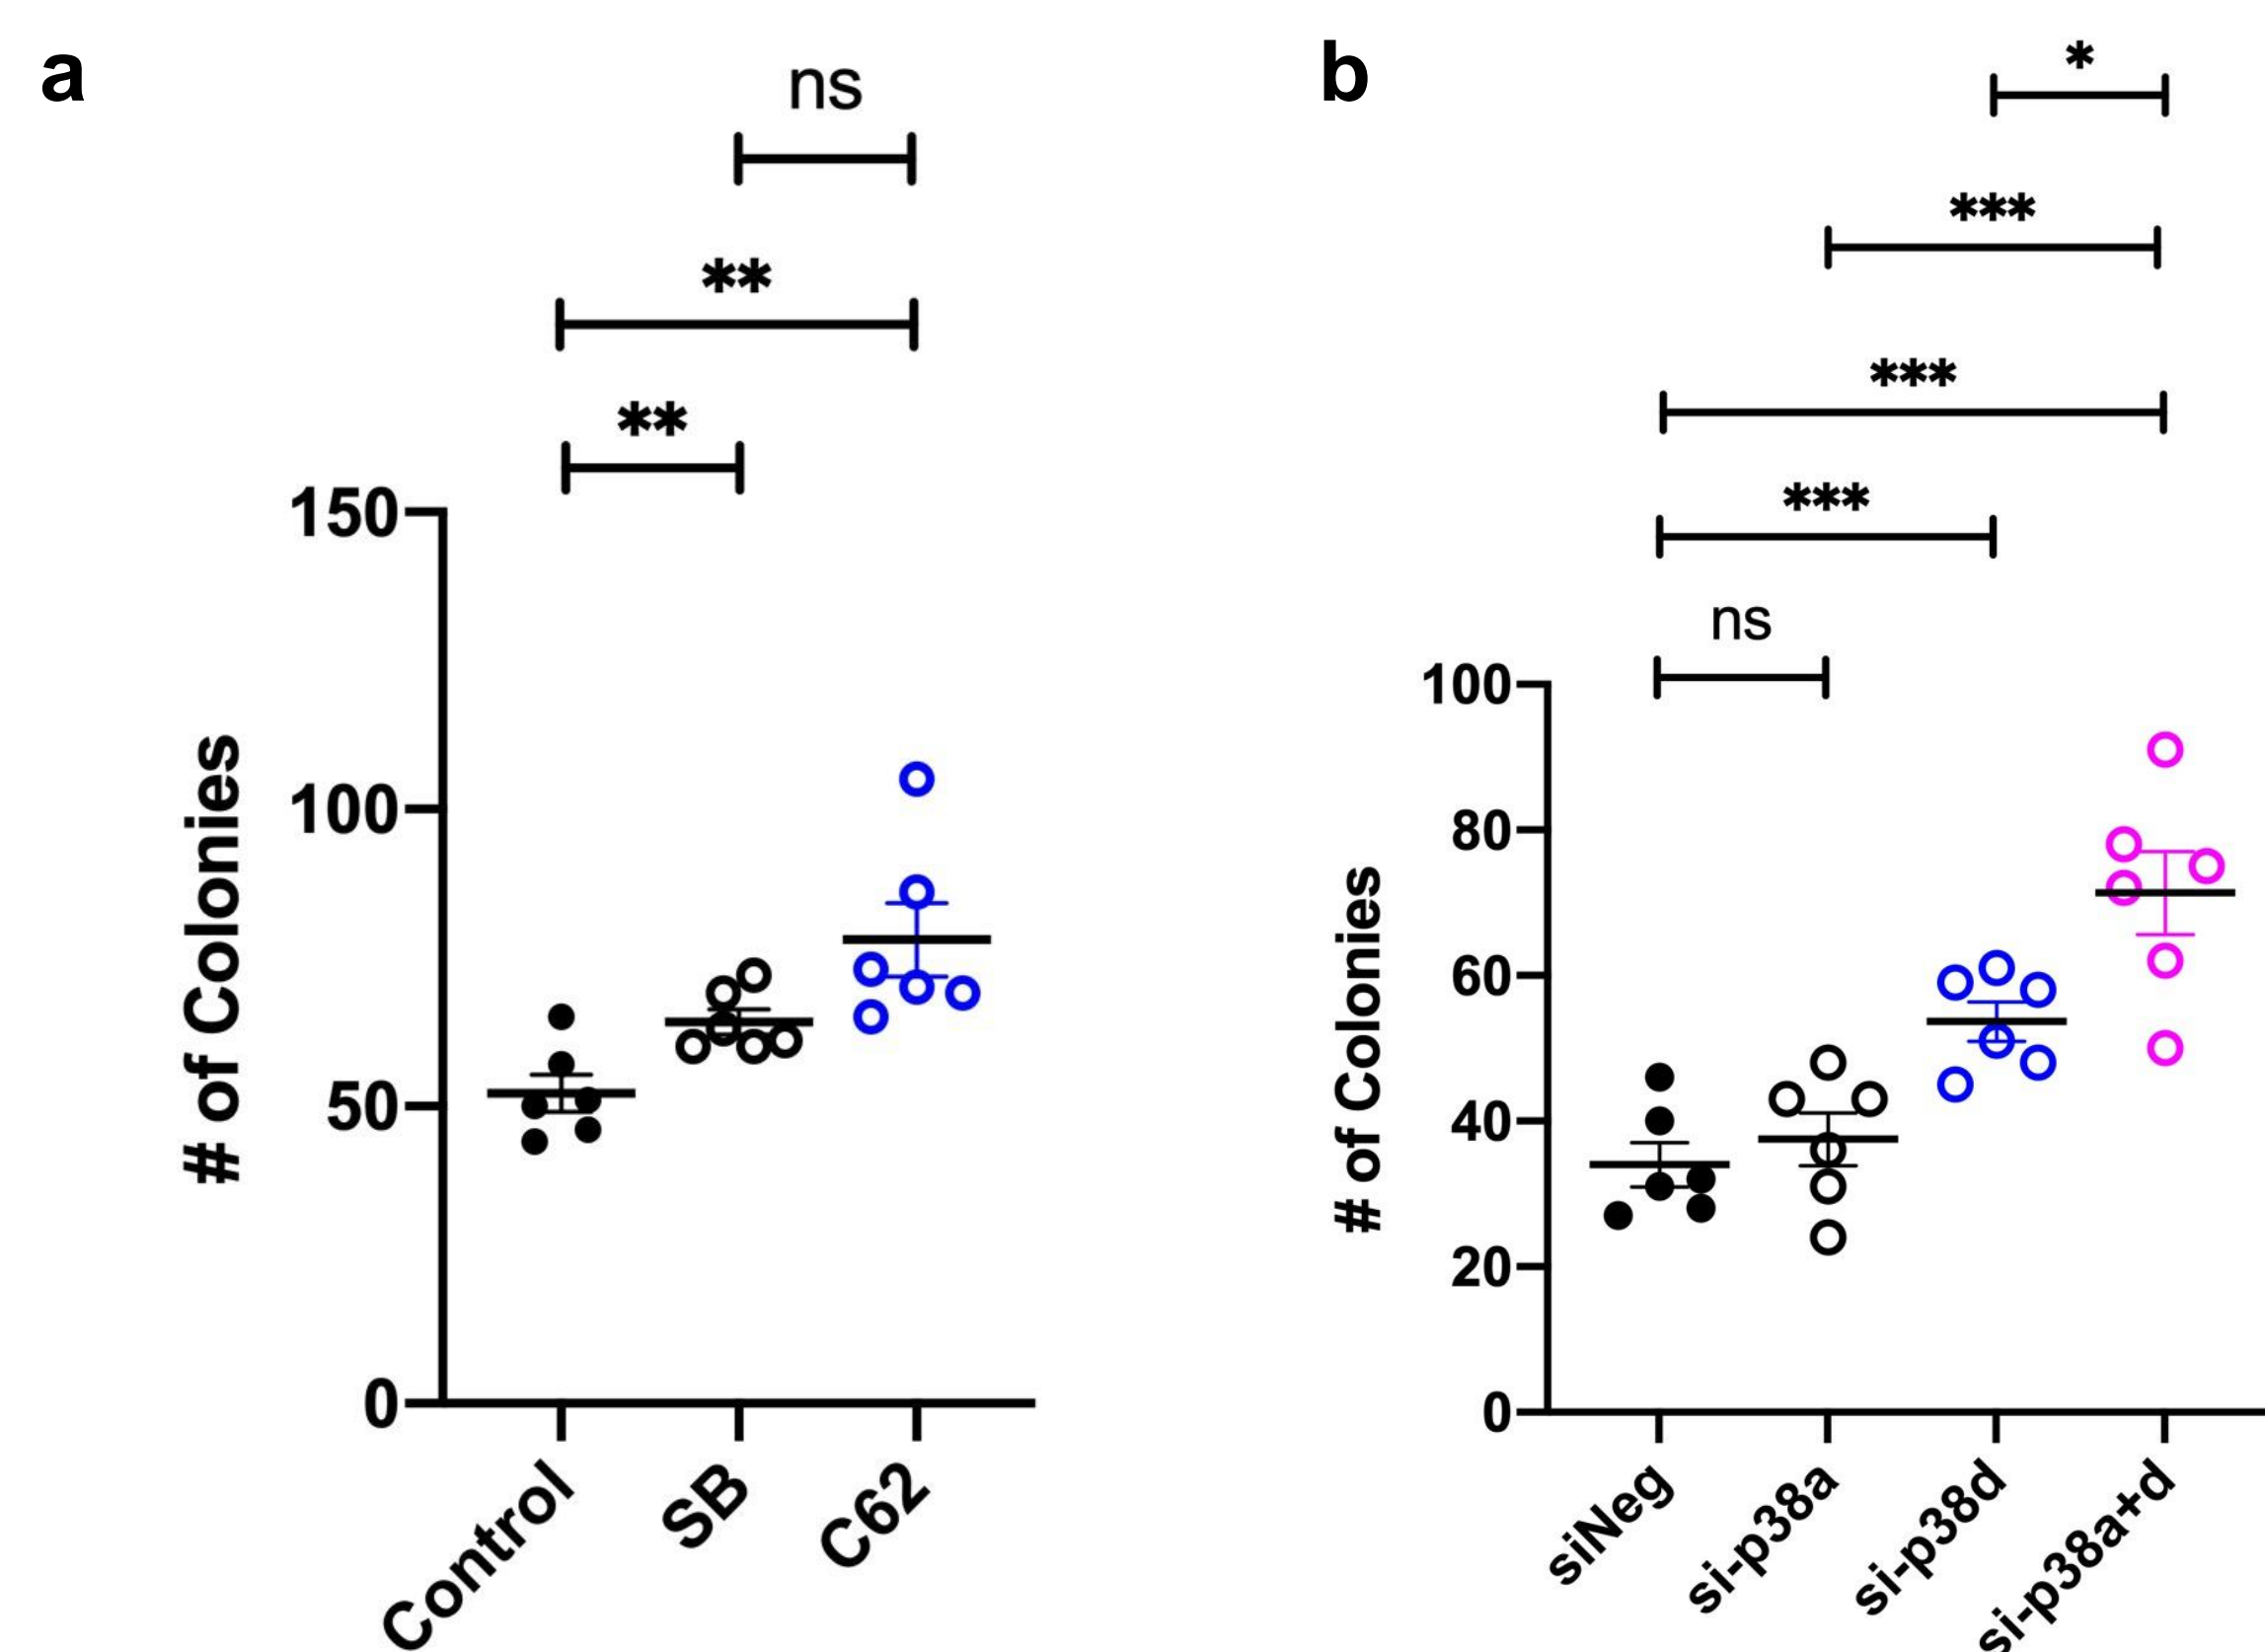 a
ns
**
**
150
100
50
0
# of Colonies
Control
SB
C62
b
*
***
***
***
ns
100
80
60
40
20
0
# of Colonies
siNeg
si-p38a
si-p38d
si-p38a+d